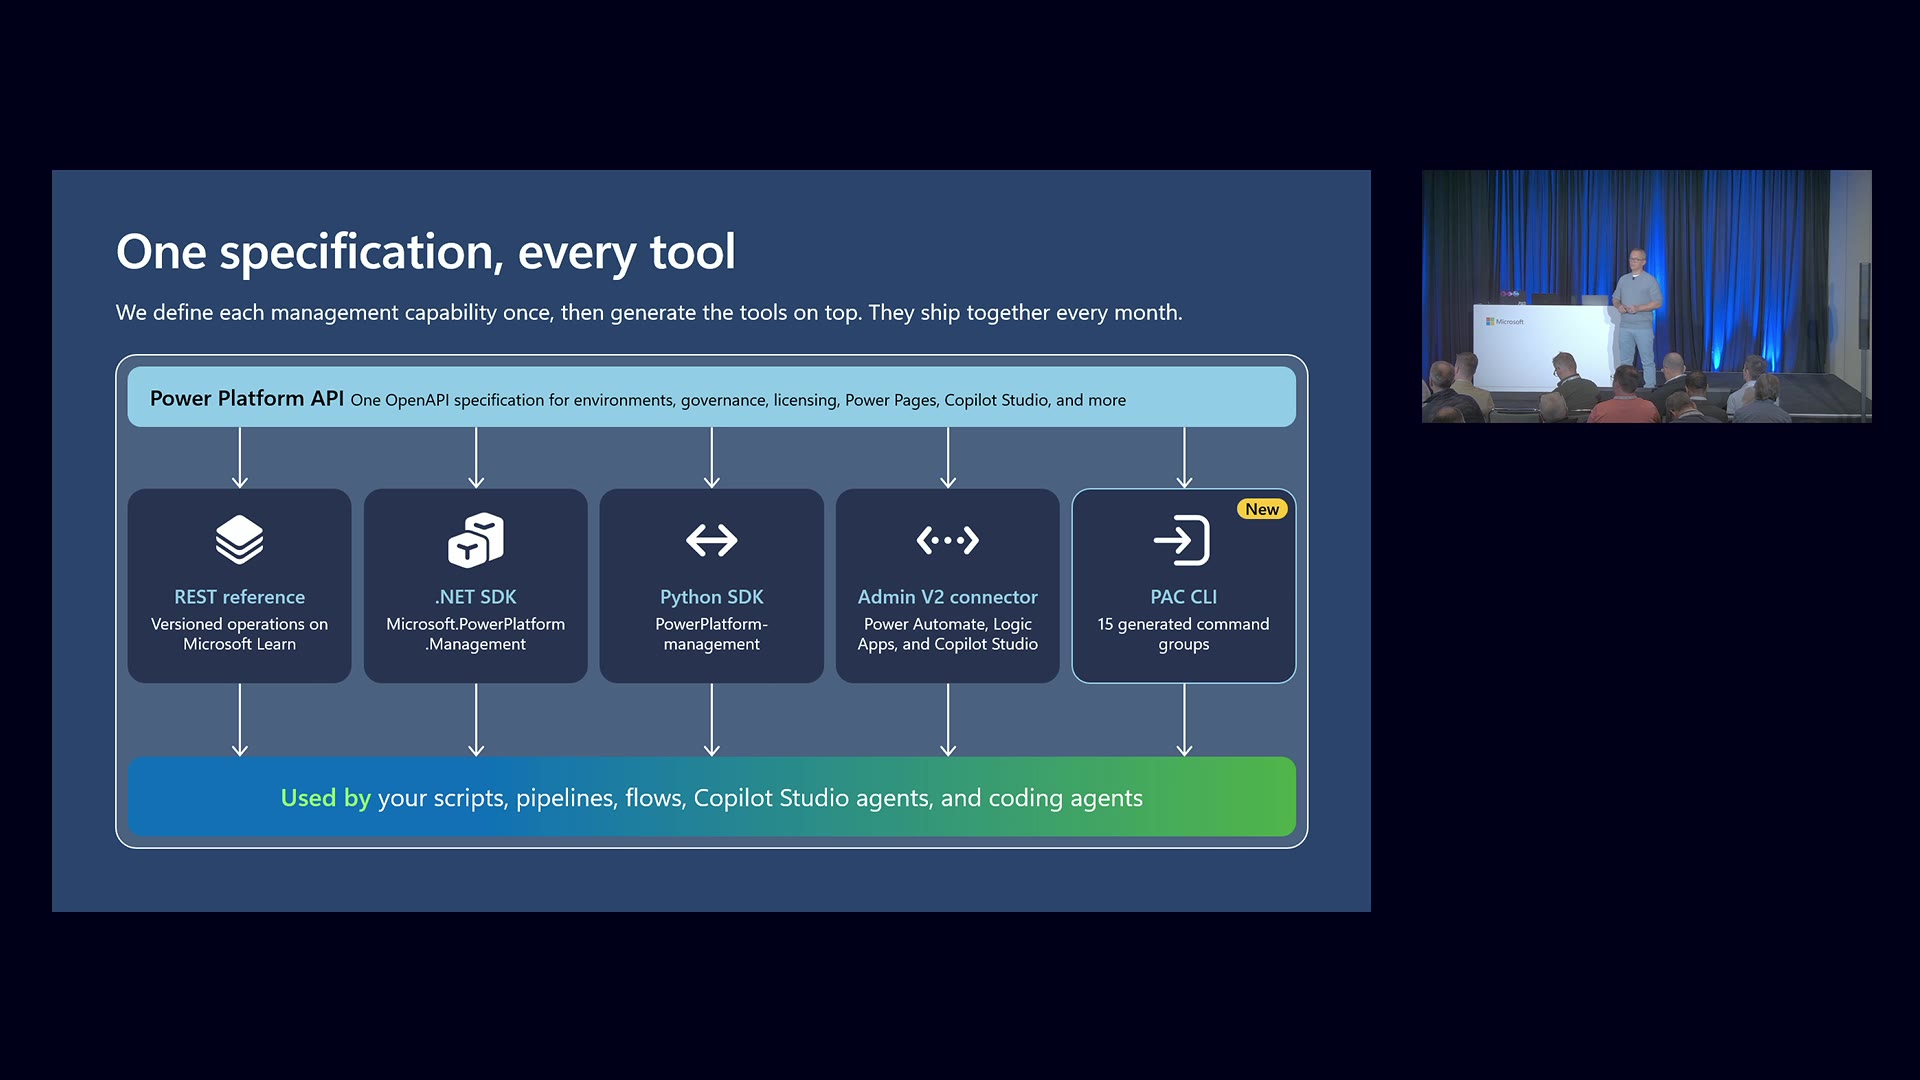 One specification, every tool
We define each management capability once, then generate the tools on top. They ship together every month.
Power Platform API One OpenAPI specification for environments, governance, licensing, Power Pages, Copilot Studio, and more
REST reference
Versioned operations on
Microsoft Learn
.NET SDK
Microsoft.PowerPlatform
.Management
Python SDK
PowerPlatform-
management
Admin V2 connector
Power Automate, Logic
Apps, and Copilot Studio
New
PAC CLI
15 generated command
groups
Used by your scripts, pipelines, flows, Copilot Studio agents, and coding agents
Microsoft